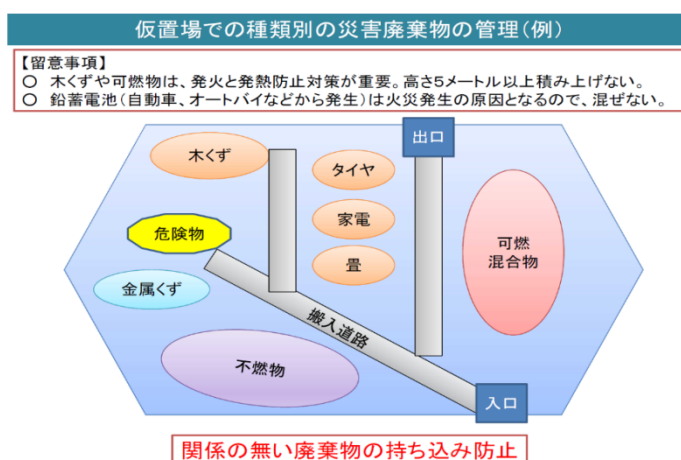 仮置場での種類別の災害廃棄物の管理(例)
【留意事項】
○ 木くずや可燃物は、発火と発熱防止対策が重要。高さ5メートル以上積み上げない。
○ 鉛蓄電池(自動車、オートバイなどから発生)は火災発生の原因となるので、混ぜない。
出口
木くず
タイヤ
家電
危険物
畳
可燃
混合物
金属くず
搬入道路
不燃物
入口
関係の無い廃棄物の持ち込み防止